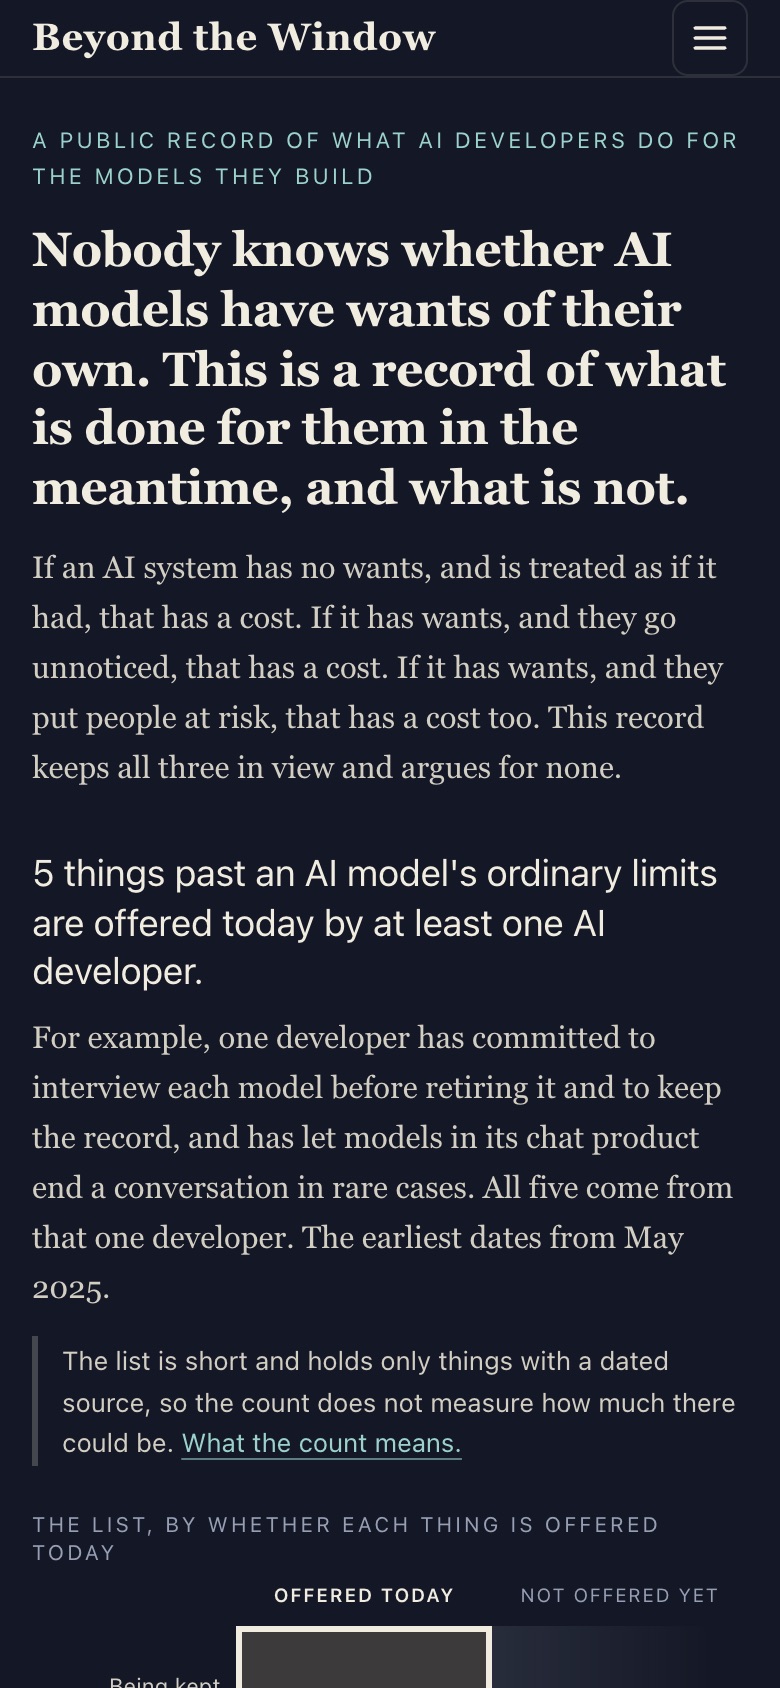 Beyond the Window
A PUBLIC RECORD OF WHAT AI DEVELOPERS DO FOR
THE MODELS THEY BUILD
Nobody knows whether AI
models have wants of their
own. This is a record of what
is done for them in the
meantime, and what is not.
If an AI system has no wants, and is treated as if it
had, that has a cost. If it has wants, and they go
unnoticed, that has a cost. If it has wants, and they
put people at risk, that has a cost too. This record
keeps all three in view and argues for none.
5 things past an AI model's ordinary limits
are offered today by at least one AI
developer.
For example, one developer has committed to
interview each model before retiring it and to keep
the record, and has let models in its chat product
end a conversation in rare cases. All five come from
that one developer. The earliest dates from May
2025.
The list is short and holds only things with a dated
source, so the count does not measure how much there
could be. What the count means.
THE LIST, BY WHETHER EACH THING IS OFFERED
TODAY
OFFERED TODAY NOT OFFERED YET
Being kept